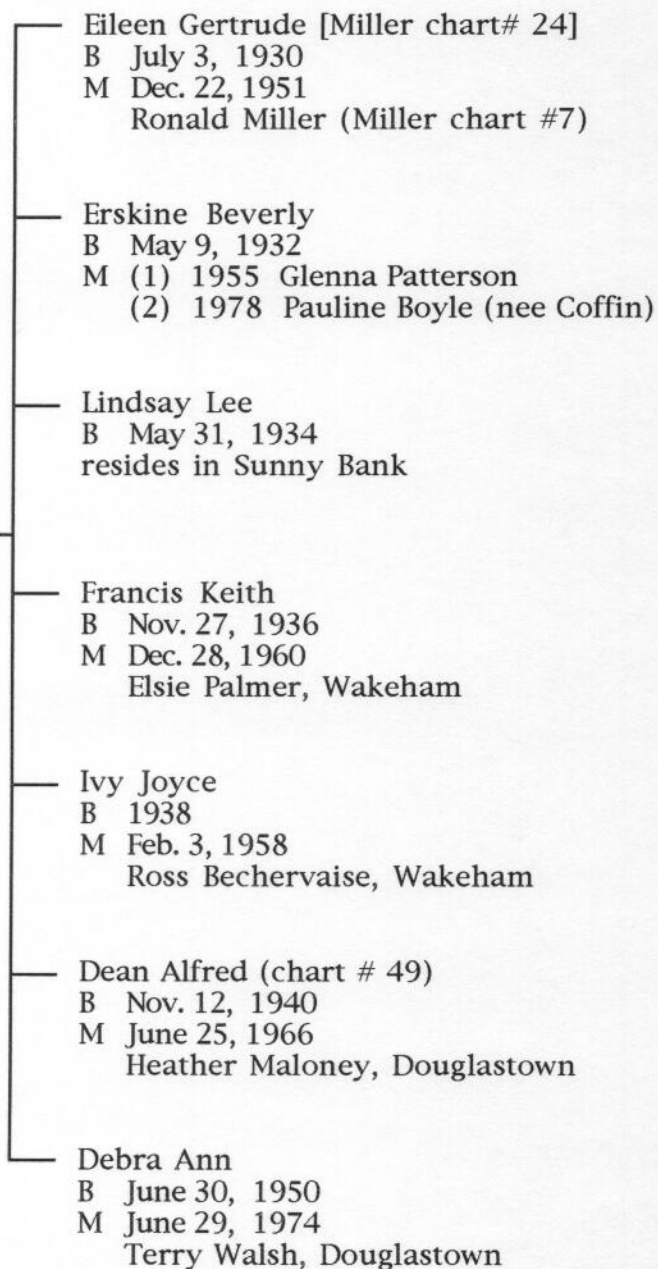 Eileen Gertrude [Miller chart# 24]
B July 3, 1930
M Dec. 22, 1951
Ronald Miller (Miller chart #7)
Erskine Beverly
B May 9, 1932
M (1) 1955 Glenna Patterson
(2) 1978 Pauline Boyle (nee Coffin)
Lindsay Lee
B May 31, 1934
resides in Sunny Bank
Francis Keith
B Nov. 27, 1936
M Dec. 28, 1960
Elsie Palmer, Wakeham
Ivy Joyce
B 1938
M Feb. 3, 1958
Ross Bechervaise, Wakeham
Dean Alfred (chart # 49)
B Nov. 12, 1940
M June 25, 1966
Heather Maloney, Douglastown
Debra Ann
B June 30, 1950
M June 29, 1974
Terry Walsh, Douglastown